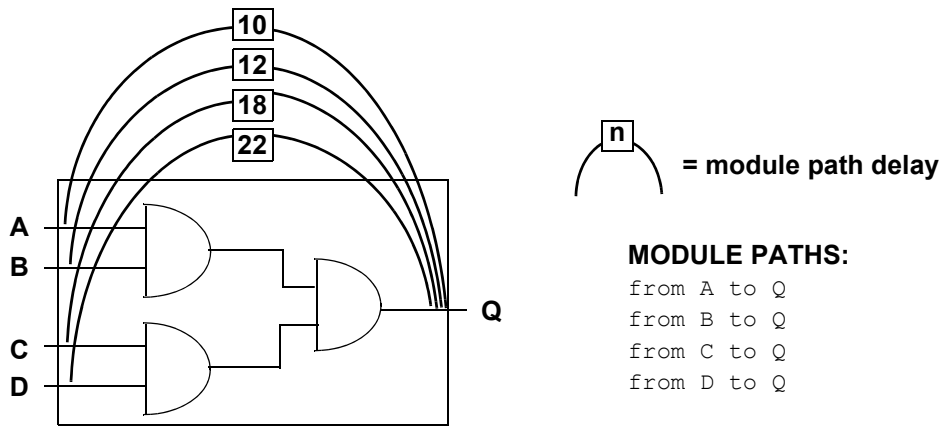 10
12
18
22
n
= module path delay
A
B
C
D
Q
MODULE PATHS:
from A to Q
from B to Q
from C to Q
from D to Q